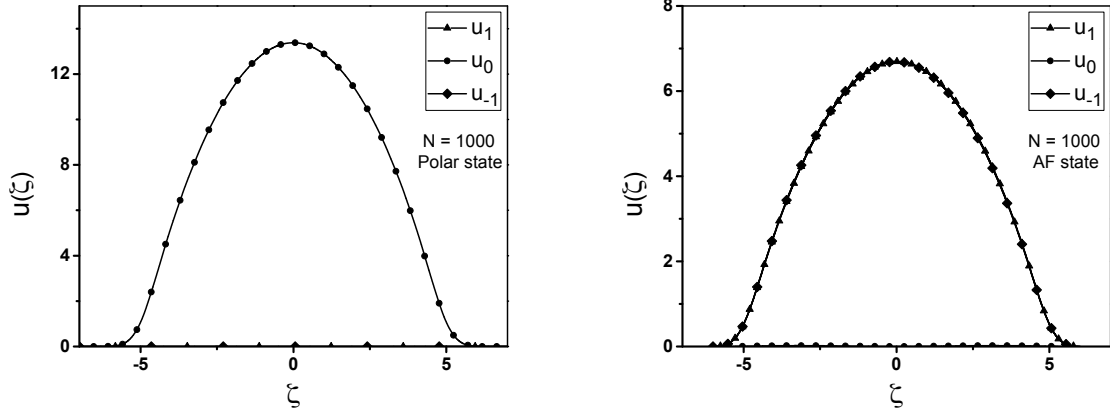 u₁
u₀
u₋₁
N = 1000
Polar state
u(ζ)
12
8
4
0
-5
0
5
ζ
u₁
u₀
u₋₁
N = 1000
AF state
u(ζ)
8
6
4
2
0
-5
0
5
ζ